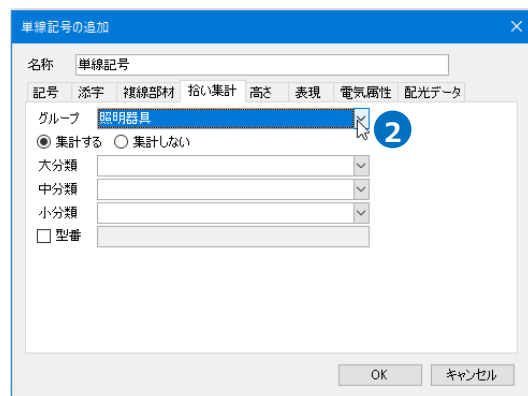 単線記号の追加
名称 単線記号
記号 添字 複線部材 拾い集計 高さ 表現 電気属性 配光データ
グループ 照明器具
2
集計する 集計しない
大分類
中分類
小分類
型番
OK キャンセル